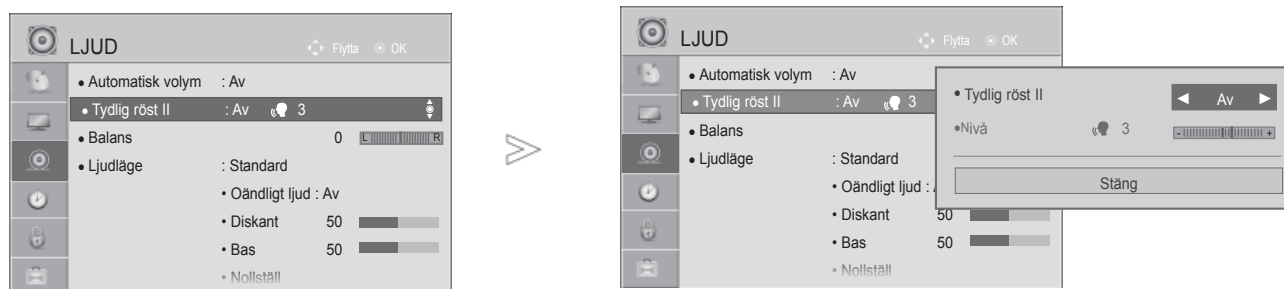 LJUD
Flytta OK
• Automatisk volym : Av
• Tydlig röst II : Av 3
• Balans 0 L R
• Ljudläge : Standard
• Oändligt ljud : Av
• Diskant 50
• Bas 50
• Nollställ
LJUD
Flytta OK
• Automatisk volym : Av
• Tydlig röst II : Av 3
• Balans
• Ljudläge : Standard
• Oändligt ljud :
• Diskant 50
• Bas 50
• Nollställ
• Tydlig röst II ◀ Av ▶
•Nivå 3 - +
Stäng